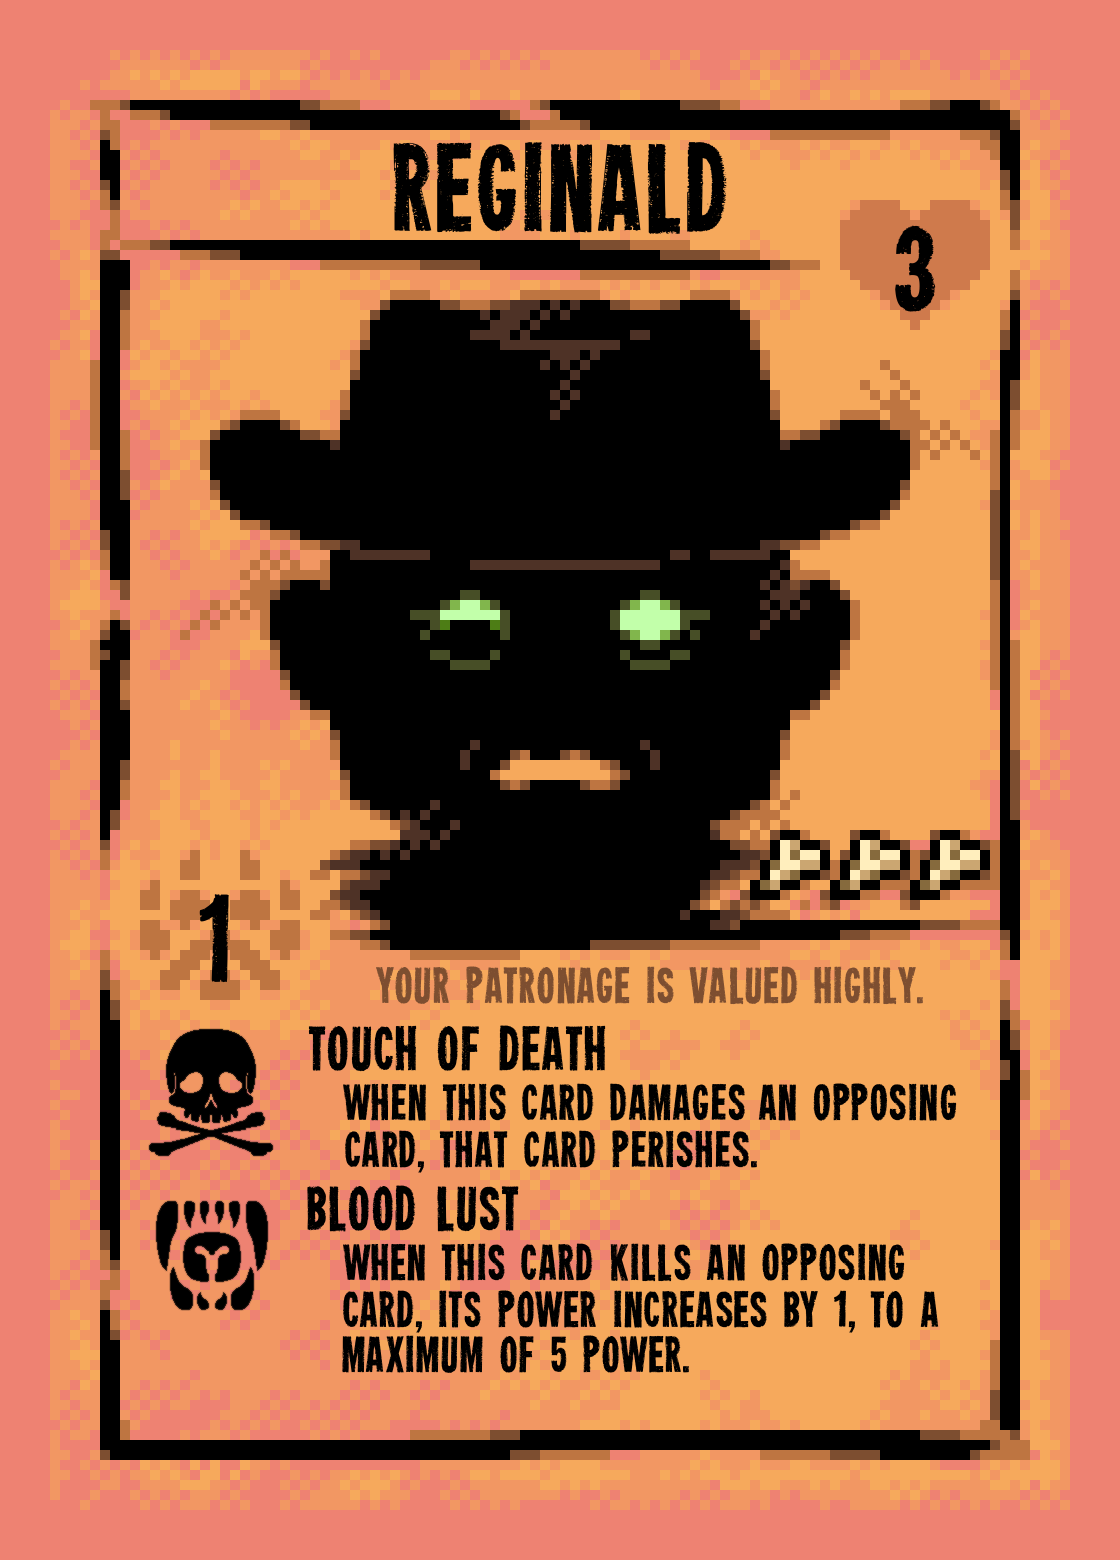 REGINALD
3
1
YOUR PATRONAGE IS VALUED HIGHLY.
TOUCH OF DEATH
WHEN THIS CARD DAMAGES AN OPPOSING
CARD, THAT CARD PERISHES.
BLOOD LUST
WHEN THIS CARD KILLS AN OPPOSING
CARD, ITS POWER INCREASES BY 1, TO A
MAXIMUM OF 5 POWER.